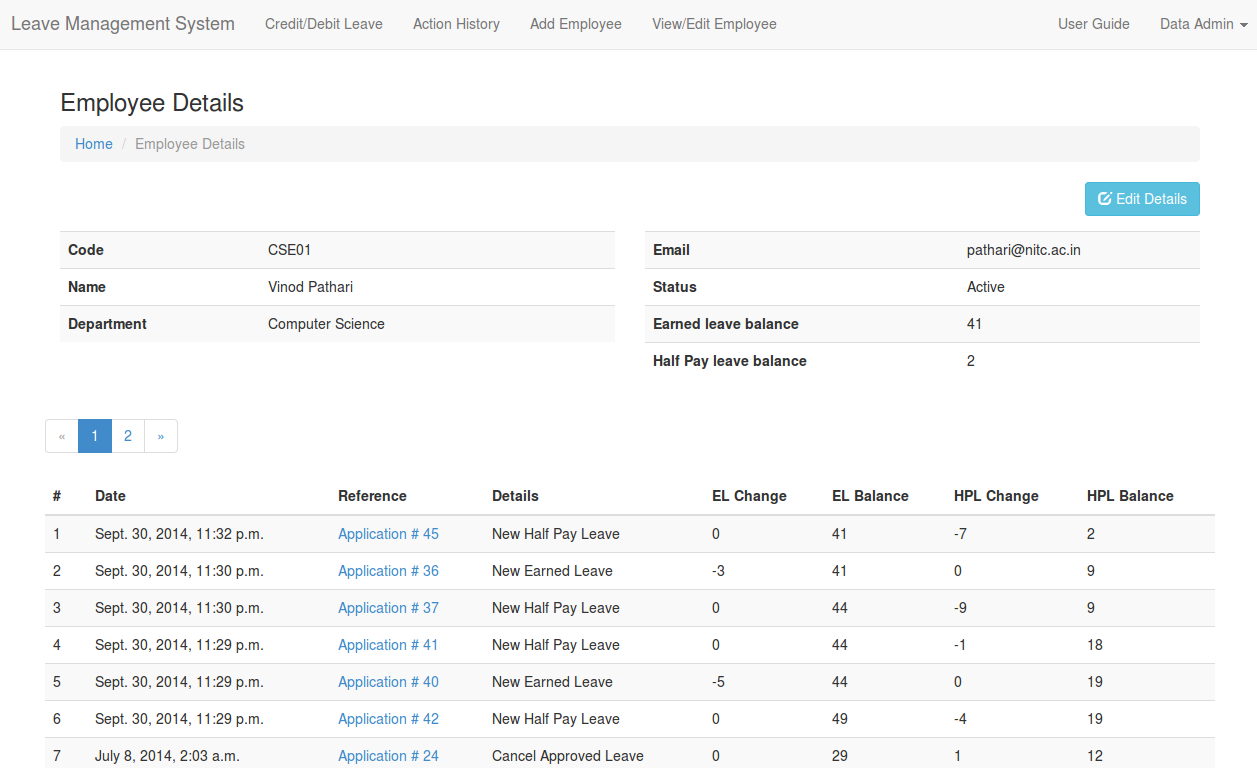 Leave Management System Credit/Debit Leave Action History Add Employee View/Edit Employee User Guide Data Admin
Employee Details
Home / Employee Details
Edit Details
Code CSE01
Name Vinod Pathari
Department Computer Science
Email pathari@nitc.ac.in
Status Active
Earned leave balance 41
Half Pay leave balance 2
« 1 2 »
# Date Reference Details EL Change EL Balance HPL Change HPL Balance
1 Sept. 30, 2014, 11:32 p.m. Application # 45 New Half Pay Leave 0 41 -7 2
2 Sept. 30, 2014, 11:30 p.m. Application # 36 New Earned Leave -3 41 0 9
3 Sept. 30, 2014, 11:30 p.m. Application # 37 New Half Pay Leave 0 44 -9 9
4 Sept. 30, 2014, 11:29 p.m. Application # 41 New Half Pay Leave 0 44 -1 18
5 Sept. 30, 2014, 11:29 p.m. Application # 40 New Earned Leave -5 44 0 19
6 Sept. 30, 2014, 11:29 p.m. Application # 42 New Half Pay Leave 0 49 -4 19
7 July 8, 2014, 2:03 a.m. Application # 24 Cancel Approved Leave 0 29 1 12